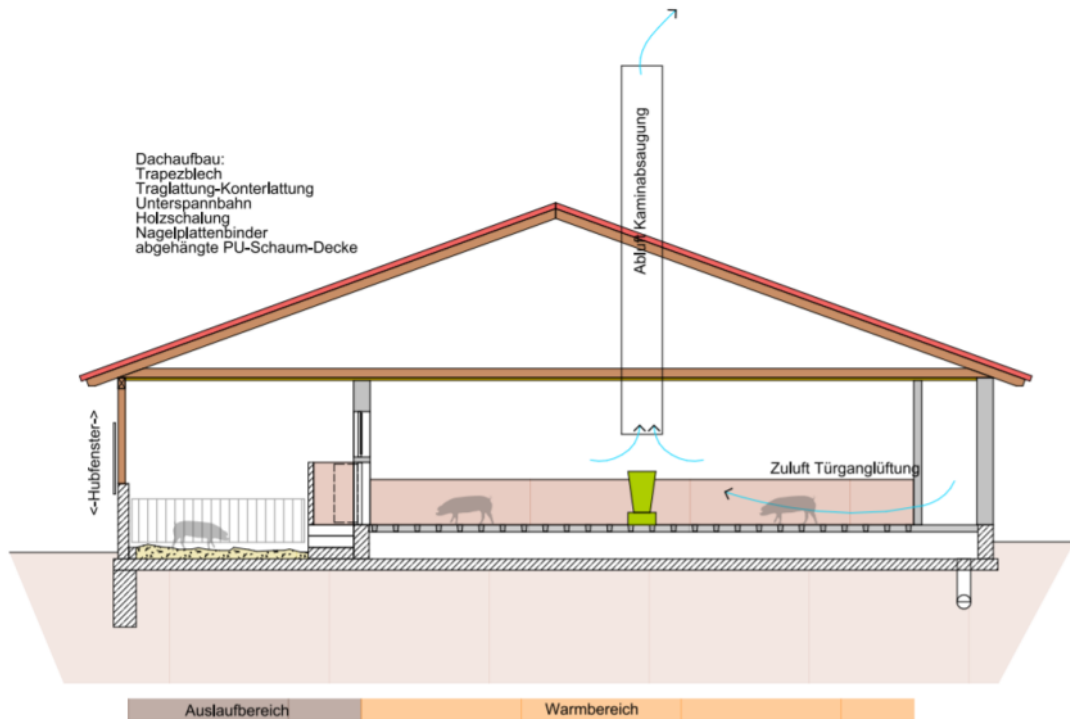 Dachaufbau:
Trapezblech
Traglattung-Konterlattung
Unterspannbahn
Holzschalung
Nagelplattenbinder
abgehängte PU-Schaum-Decke
Abluft Kaminabsaugung
<-Hubfenster->
Zuluft Türganglüftung
Auslaufbereich
Warmbereich